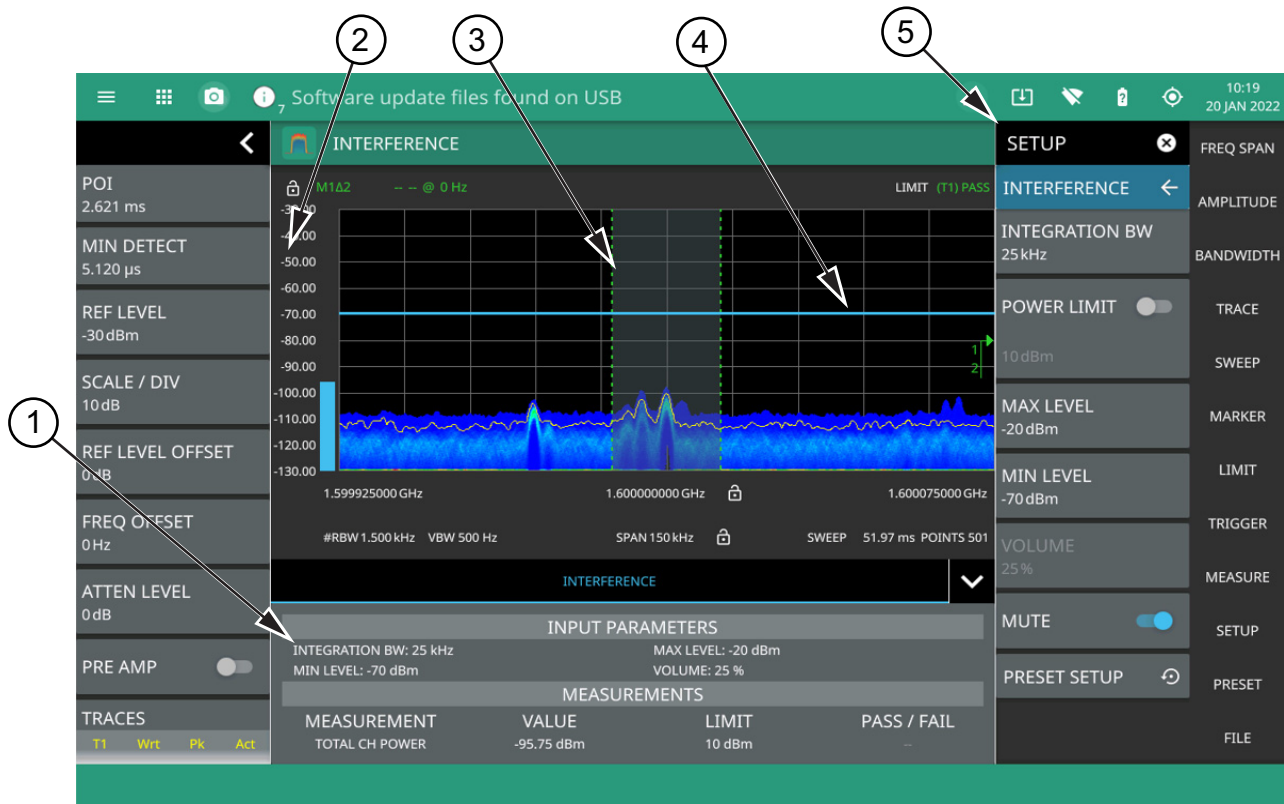 1
2
3
4
5
7 Software update files found on USB
10:19
20 JAN 2022
POI
2.621 ms
MIN DETECT
5.120 µs
REF LEVEL
-30 dBm
SCALE / DIV
10 dB
REF LEVEL OFFSET
0 dB
FREQ OFFSET
0 Hz
ATTEN LEVEL
0 dB
PRE AMP
TRACES
T1 Wrt Pk Act
INTERFERENCE
M1Δ2 -- -- @ 0 Hz LIMIT (T1) PASS
-30.00
-40.00
-50.00
-60.00
-70.00
-80.00
-90.00
-100.00
-110.00
-120.00
-130.00
1
2
1.599925000 GHz 1.600000000 GHz 1.600075000 GHz
#RBW 1.500 kHz VBW 500 Hz SPAN 150 kHz SWEEP 51.97 ms POINTS 501
INTERFERENCE
INPUT PARAMETERS
INTEGRATION BW: 25 kHz MAX LEVEL: -20 dBm
MIN LEVEL: -70 dBm VOLUME: 25 %
MEASUREMENTS
MEASUREMENT VALUE LIMIT PASS / FAIL
TOTAL CH POWER -95.75 dBm 10 dBm --
SETUP
INTERFERENCE
INTEGRATION BW
25 kHz
POWER LIMIT
10 dBm
MAX LEVEL
-20 dBm
MIN LEVEL
-70 dBm
VOLUME
25 %
MUTE
PRESET SETUP
FREQ SPAN
AMPLITUDE
BANDWIDTH
TRACE
SWEEP
MARKER
LIMIT
TRIGGER
MEASURE
SETUP
PRESET
FILE